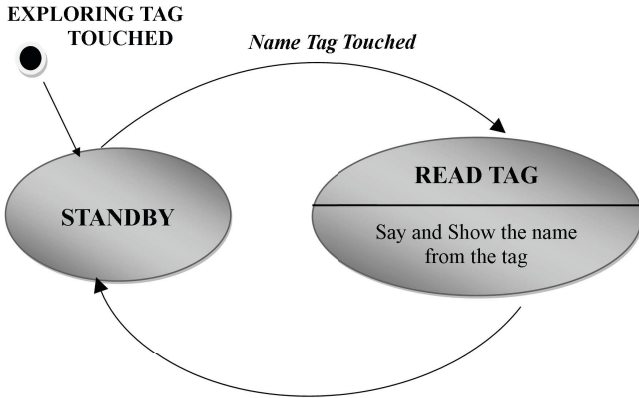 EXPLORING TAG
TOUCHED
Name Tag Touched
STANDBY
READ TAG
Say and Show the name
from the tag